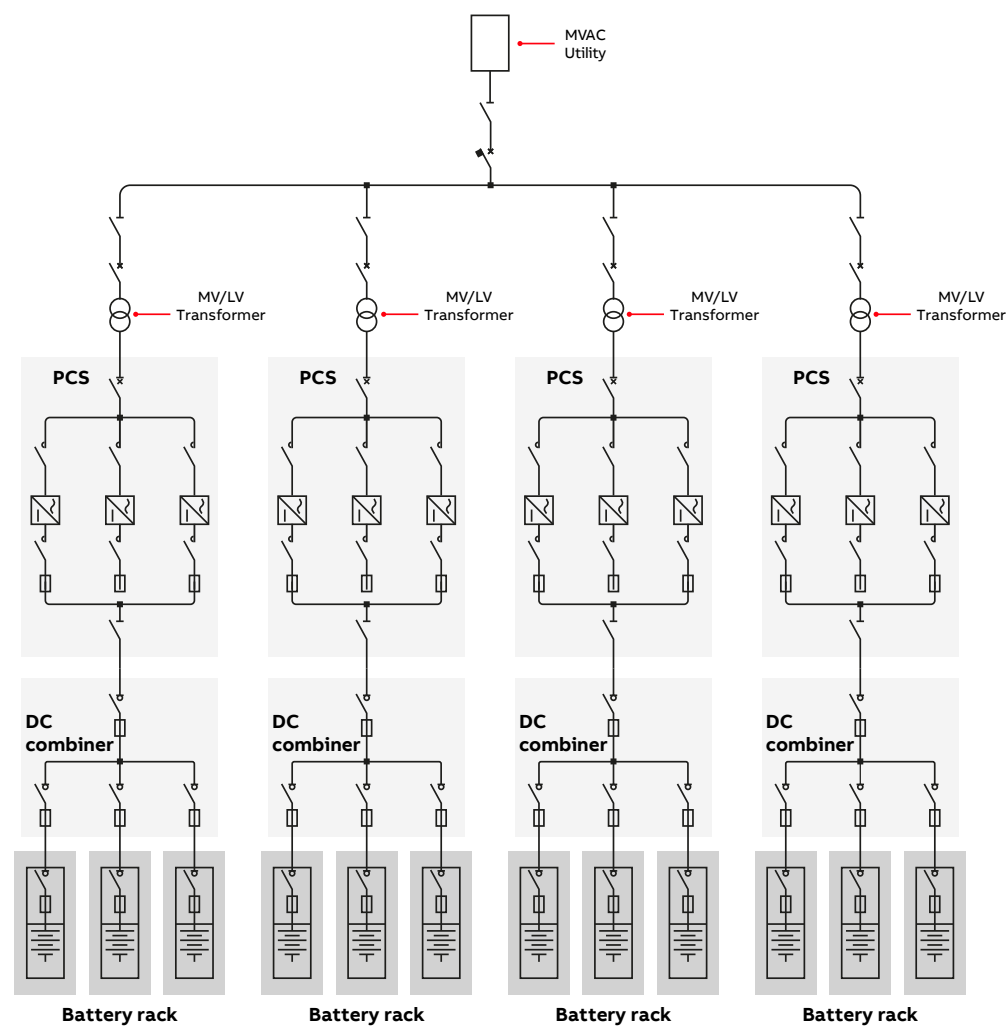 MVAC
Utility
MV/LV
Transformer
MV/LV
Transformer
MV/LV
Transformer
MV/LV
Transformer
PCS
PCS
PCS
PCS
DC
combiner
DC
combiner
DC
combiner
DC
combiner
Battery rack
Battery rack
Battery rack
Battery rack